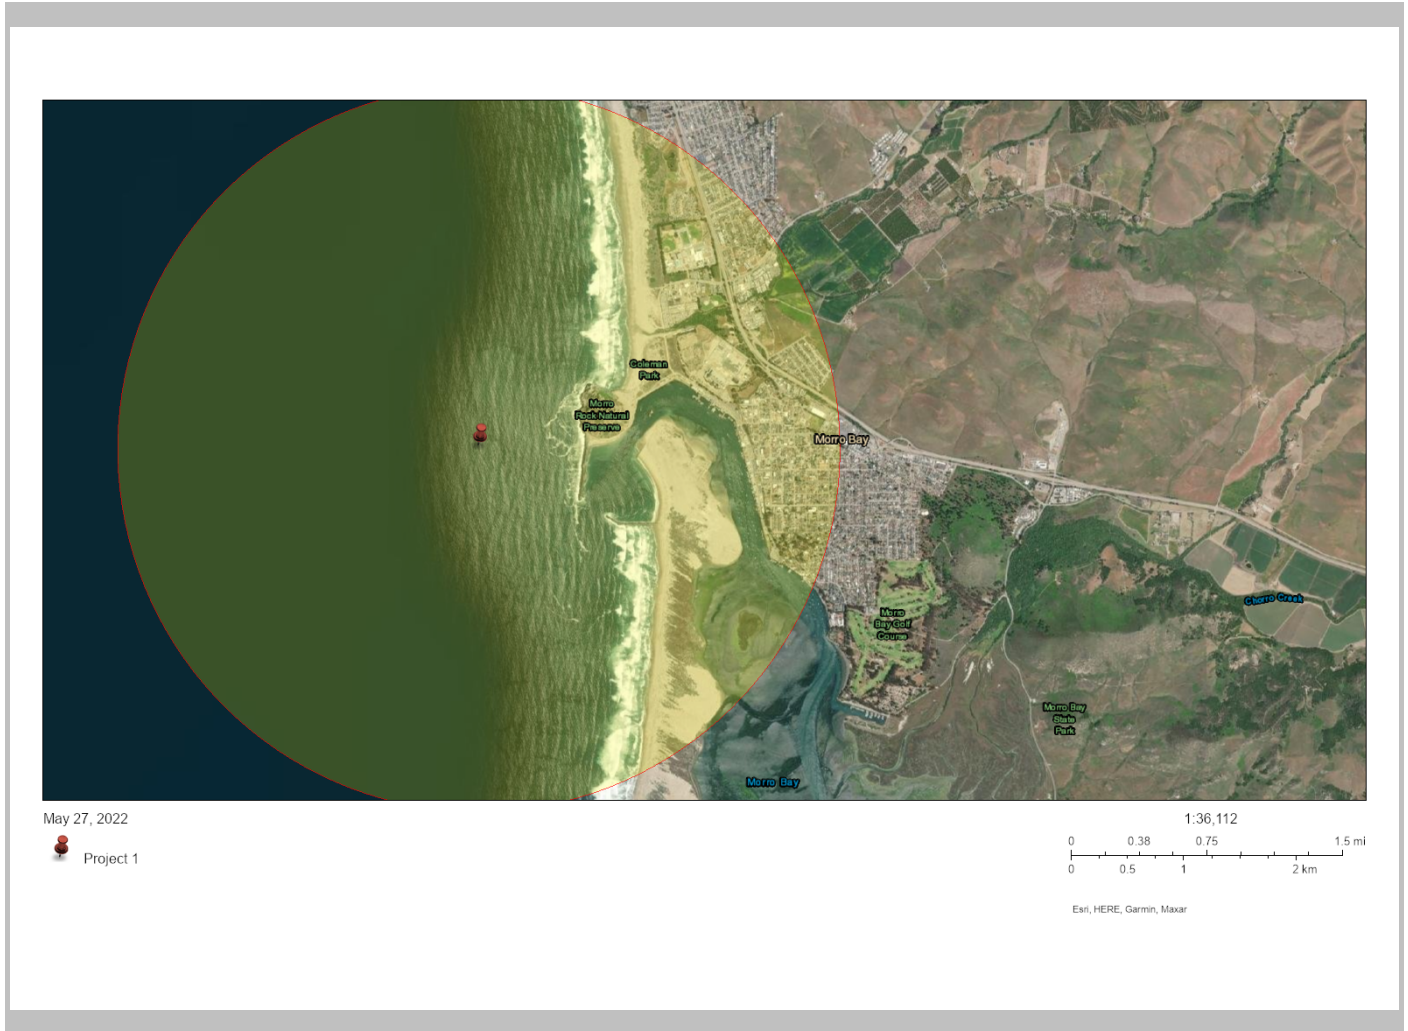 Coleman
Park
Morro
Rock Natural
Preserve
Morro Bay
Chorro Creek
Morro
Bay Golf
Course
Morro Bay
State
Park
Morro Bay
May 27, 2022
1:36,112
Project 1
0 0.38 0.75 1.5 mi
0 0.5 1 2 km
Esri, HERE, Garmin, Maxar